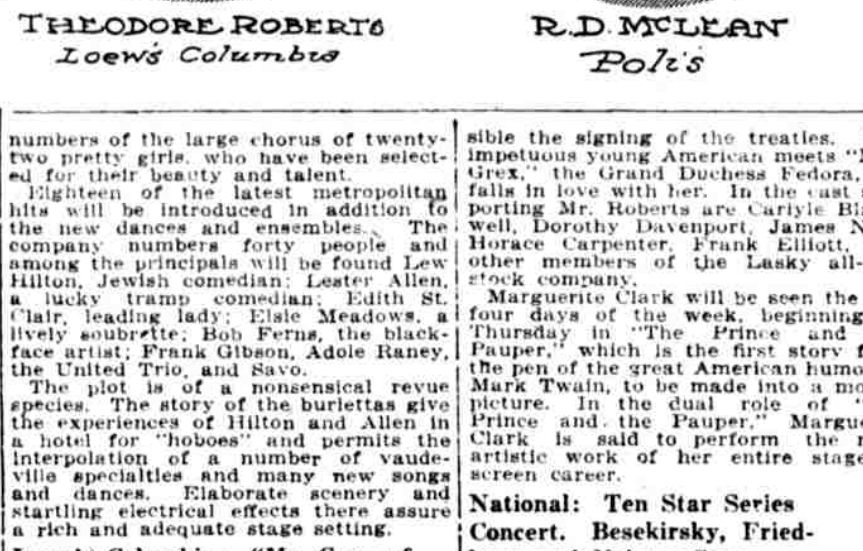 THEODORE ROBERTS
Loew's Columbia
R.D. McLEAN
Poli's
numbers of the large chorus of twenty-
two pretty girls, who have been select-
ed for their beauty and talent.
Eighteen of the latest metropolitan
hits will be introduced in addition to
the new dances and ensembles. The
company numbers forty people and
among the principals will be found Lew
Hilton, Jewish comedian; Lester Allen,
a lucky tramp comedian; Edith St.
Clair, leading lady; Elsie Meadows, a
lively soubrette; Bob Ferns, the black-
face artist; Frank Gibson, Adole Raney,
the United Trio, and Savo.
The plot is of a nonsensical revue
species. The story of the burlettas give
the experiences of Hilton and Allen in
a hotel for "hoboes" and permits the
interpolation of a number of vaude-
ville specialties and many new songs
and dances. Elaborate scenery and
startling electrical effects there assure
a rich and adequate stage setting.
sible the signing of the treaties.
impetuous young American meets
Grex," the Grand Duchess Fedora,
falls in love with her. In the cast
porting Mr. Roberts are Carlyle Bl
well, Dorothy Davenport, James N
Horace Carpenter, Frank Elliott,
other members of the Lasky all-
stock company.
Marguerite Clark will be seen the
four days of the week, beginning
Thursday in "The Prince and
Pauper," which is the first story f
the pen of the great American humo
Mark Twain, to be made into a mo
picture. In the dual role of "
Prince and the Pauper," Margue
Clark is said to perform the m
artistic work of her entire stage
screen career.
National: Ten Star Series
Concert. Besekirsky, Fried-